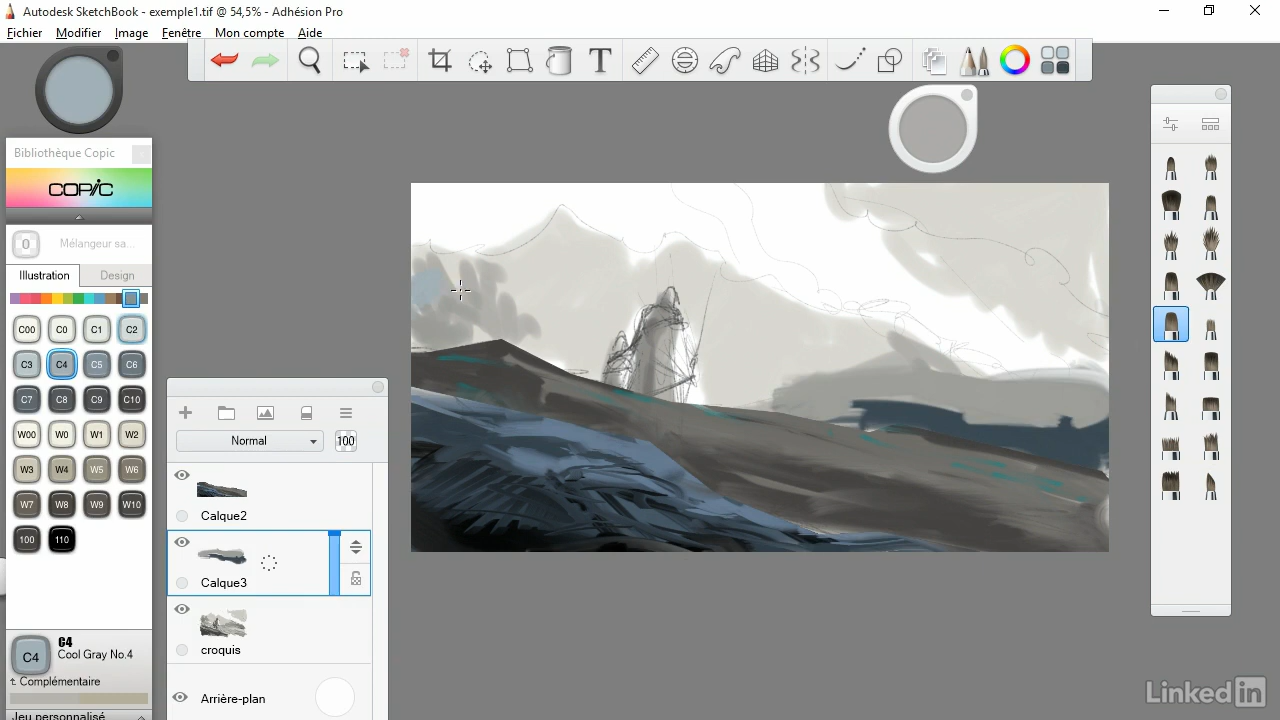 Autodesk SketchBook - exemple1.tif @ 54,5% - Adhésion Pro
Fichier Modifier Image Fenêtre Mon compte Aide
T
Bibliothèque Copic
COPIC
0 Mélangeur sa...
Illustration Design
C00 C0 C1 C2
C3 C4 C5 C6
C7 C8 C9 C10
W00 W0 W1 W2
W3 W4 W5 W6
W7 W8 W9 W10
100 110
C4
C4
Cool Gray No.4
Complémentaire
Jeu personnalisé
Normal 100
Calque2
Calque3
croquis
Arrière-plan
LinkedIn